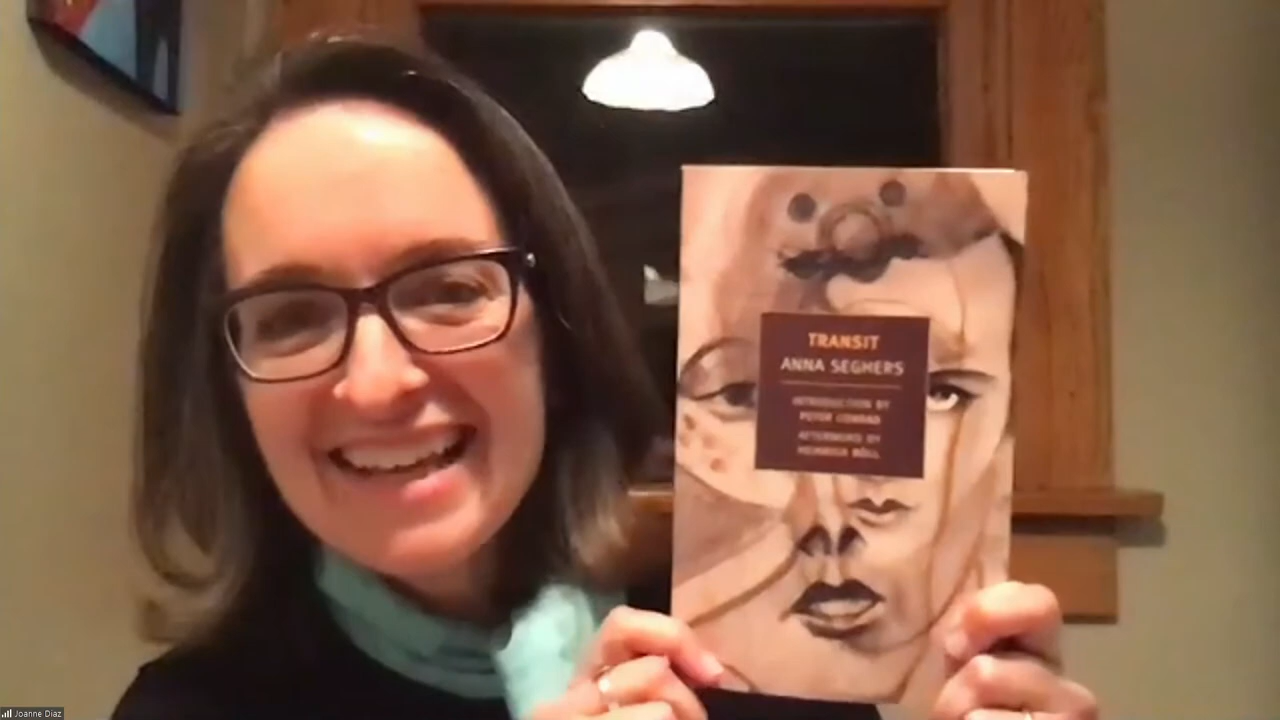 TRANSIT
ANNA SEGHERS
INTRODUCTION BY
PETER CONRAD
AFTERWORD BY
HEINRICH BÖLL
Joanne Diaz